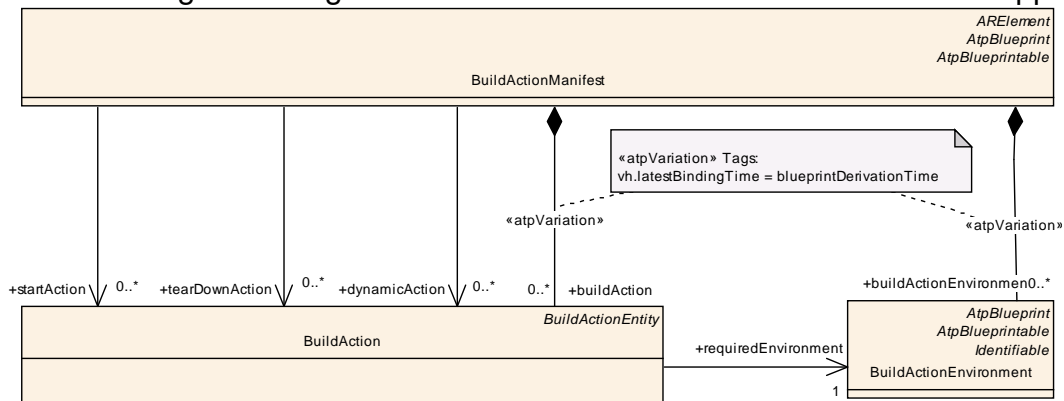 ARElement
AtpBlueprint
AtpBlueprintable
BuildActionManifest
«atpVariation» Tags:
vh.latestBindingTime = blueprintDerivationTime
«atpVariation»
«atpVariation»
+startAction 0..* +tearDownAction 0..* +dynamicAction 0..* 0..* +buildAction
+buildActionEnvironmen0..*
BuildActionEntity
BuildAction
AtpBlueprint
AtpBlueprintable
Identifiable
BuildActionEnvironment
+requiredEnvironment
1